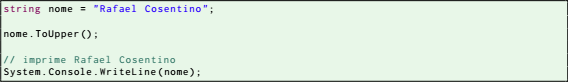 string nome = "Rafael Cosentino";
nome.ToUpper();
// imprime Rafael Cosentino
System.Console.WriteLine(nome);